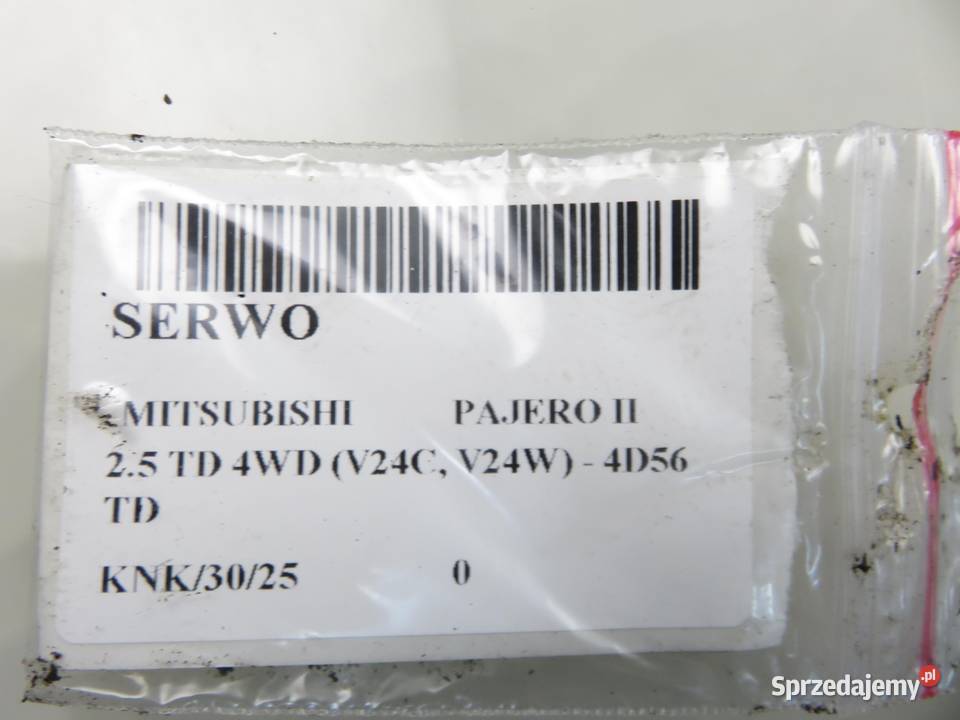 SERWO
MITSUBISHI PAJERO II
2.5 TD 4WD (V24C, V24W) - 4D56
TD
KNK/30/25 0
Sprzedajemy.pl